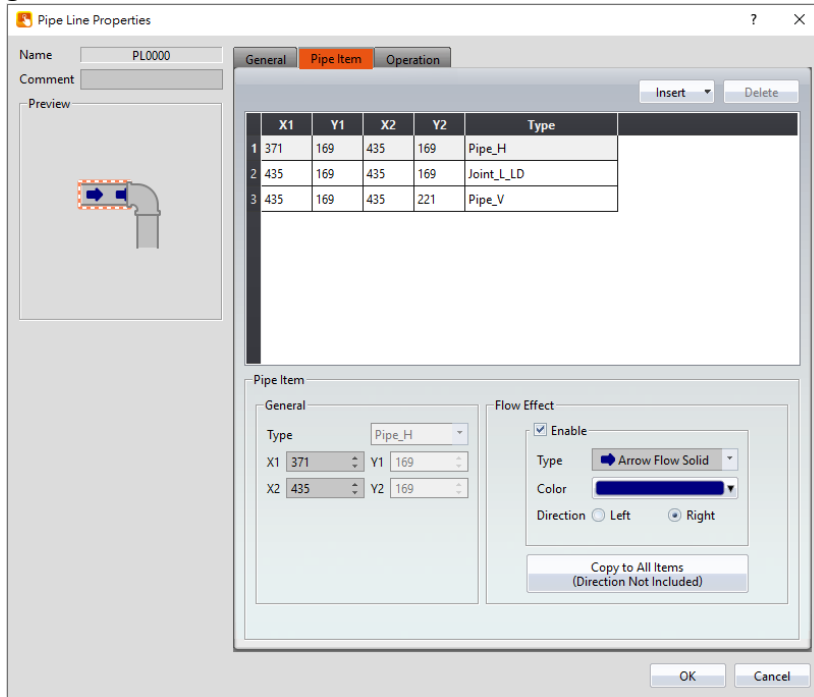 Pipe Line Properties
? ×
Name PL0000
Comment
Preview
General Pipe Item Operation
Insert Delete
X1 Y1 X2 Y2 Type
1 371 169 435 169 Pipe_H
2 435 169 435 169 Joint_L_LD
3 435 169 435 221 Pipe_V
Pipe Item
General
Type Pipe_H
X1 371 Y1 169
X2 435 Y2 169
Flow Effect
Enable
Type Arrow Flow Solid
Color
Direction Left Right
Copy to All Items
(Direction Not Included)
OK Cancel